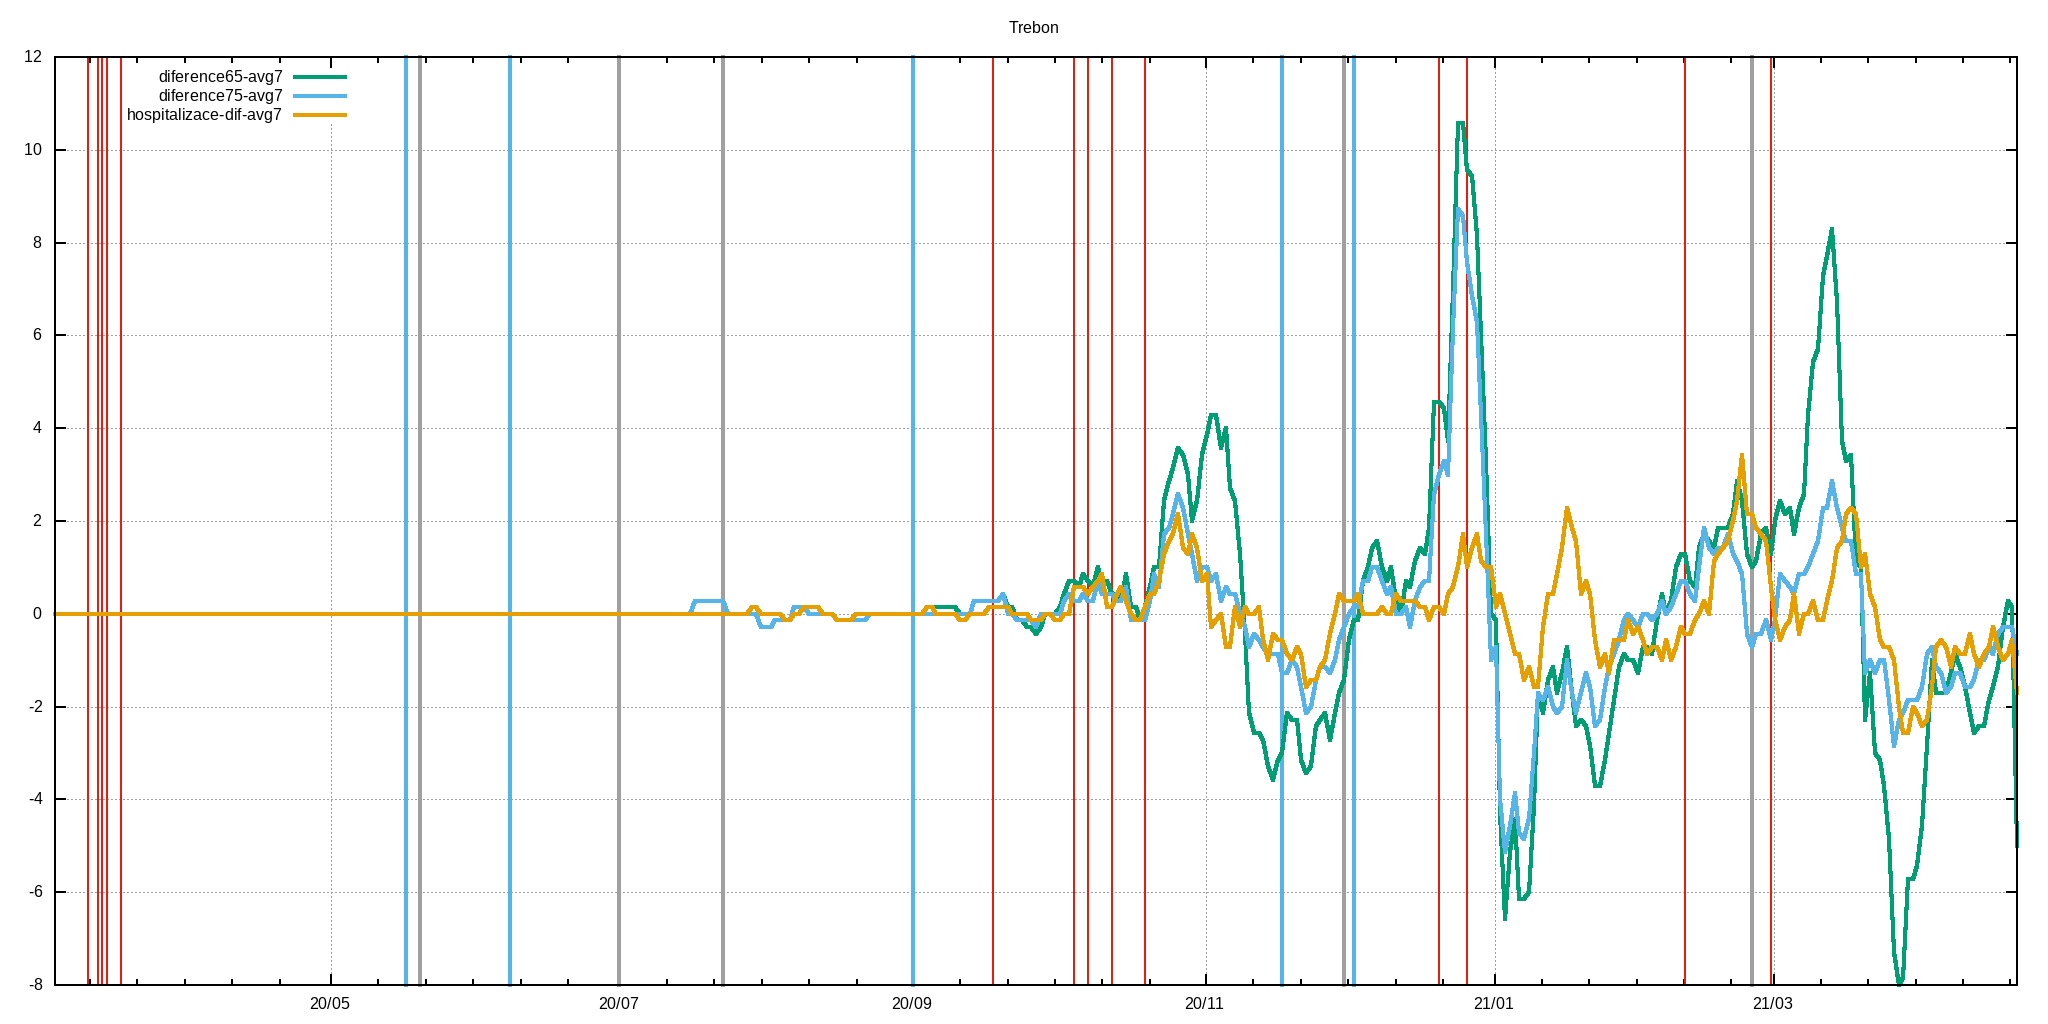 Trebon
12
diference65-avg7
diference75-avg7
hospitalizace-dif-avg7
10
8
6
4
2
0
-2
-4
-6
-8
20/05 20/07 20/09 20/11 21/01 21/03